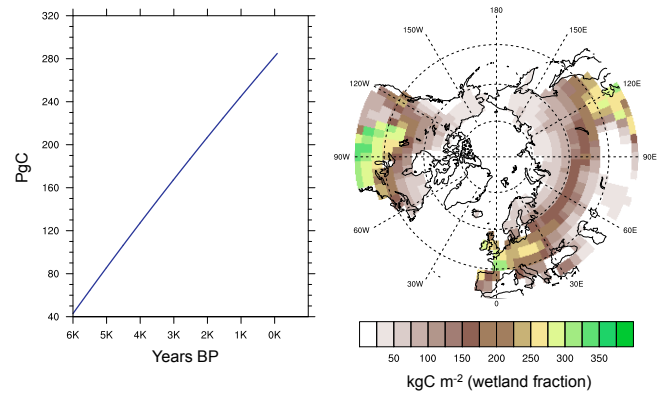 320
280
240
200
160
120
80
40
PgC
6K 5K 4K 3K 2K 1K 0K
Years BP
180
150W 150E
120W 120E
90W 90E
60W 60E
30W 30E
0
50 100 150 200 250 300 350
kgC m-2 (wetland fraction)